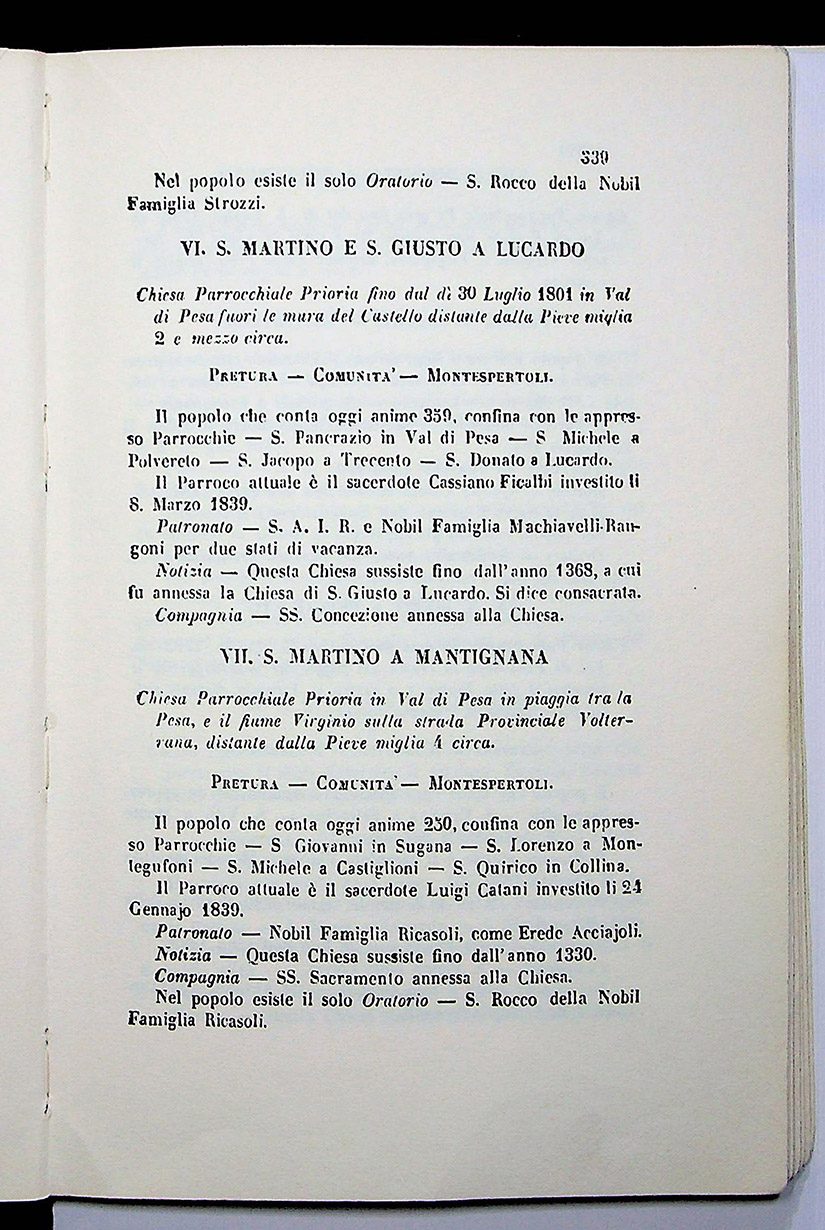 339
Nel popolo esiste il solo Oratorio — S. Rocco della Nobil
Famiglia Strozzi.
VI. S. MARTINO E S. GIUSTO A LUCARDO
Chiesa Parrocchiale Prioria fino dal dì 30 Luglio 1801 in Val
di Pesa fuori le mura del Castello distante dalla Pieve miglia
2 e mezzo circa.
PRETURA — COMUNITA' — MONTESPERTOLI.
Il popolo che conta oggi anime 359, confina con le appres-
so Parrocchie — S. Pancrazio in Val di Pesa — S Michele a
Polvereto — S. Jacopo a Trecento — S. Donato a Lucardo.
Il Parroco attuale è il sacerdote Cassiano Ficalbi investito li
8. Marzo 1839.
Patronato — S. A. I. R. e Nobil Famiglia Machiavelli-Ran-
goni per due stati di vacanza.
Notizia — Questa Chiesa sussiste fino dall'anno 1368, a cui
fu annessa la Chiesa di S. Giusto a Lucardo. Si dice consacrata.
Compagnia — SS. Concezione annessa alla Chiesa.
VII. S. MARTINO A MANTIGNANA
Chiesa Parrocchiale Prioria in Val di Pesa in piaggia tra la
Pesa, e il fiume Virginio sulla strada Provinciale Volter-
rana, distante dalla Pieve miglia 4 circa.
PRETURA — COMUNITA' — MONTESPERTOLI.
Il popolo che conta oggi anime 250, confina con le appres-
so Parrocchie — S Giovanni in Sugana — S. Lorenzo a Mon-
tegufoni — S. Michele a Castiglioni — S. Quirico in Collina.
Il Parroco attuale è il sacerdote Luigi Catani investito li 24
Gennajo 1839.
Patronato — Nobil Famiglia Ricasoli, come Erede Acciajoli.
Notizia — Questa Chiesa sussiste fino dall'anno 1330.
Compagnia — SS. Sacramento annessa alla Chiesa.
Nel popolo esiste il solo Oratorio — S. Rocco della Nobil
Famiglia Ricasoli.